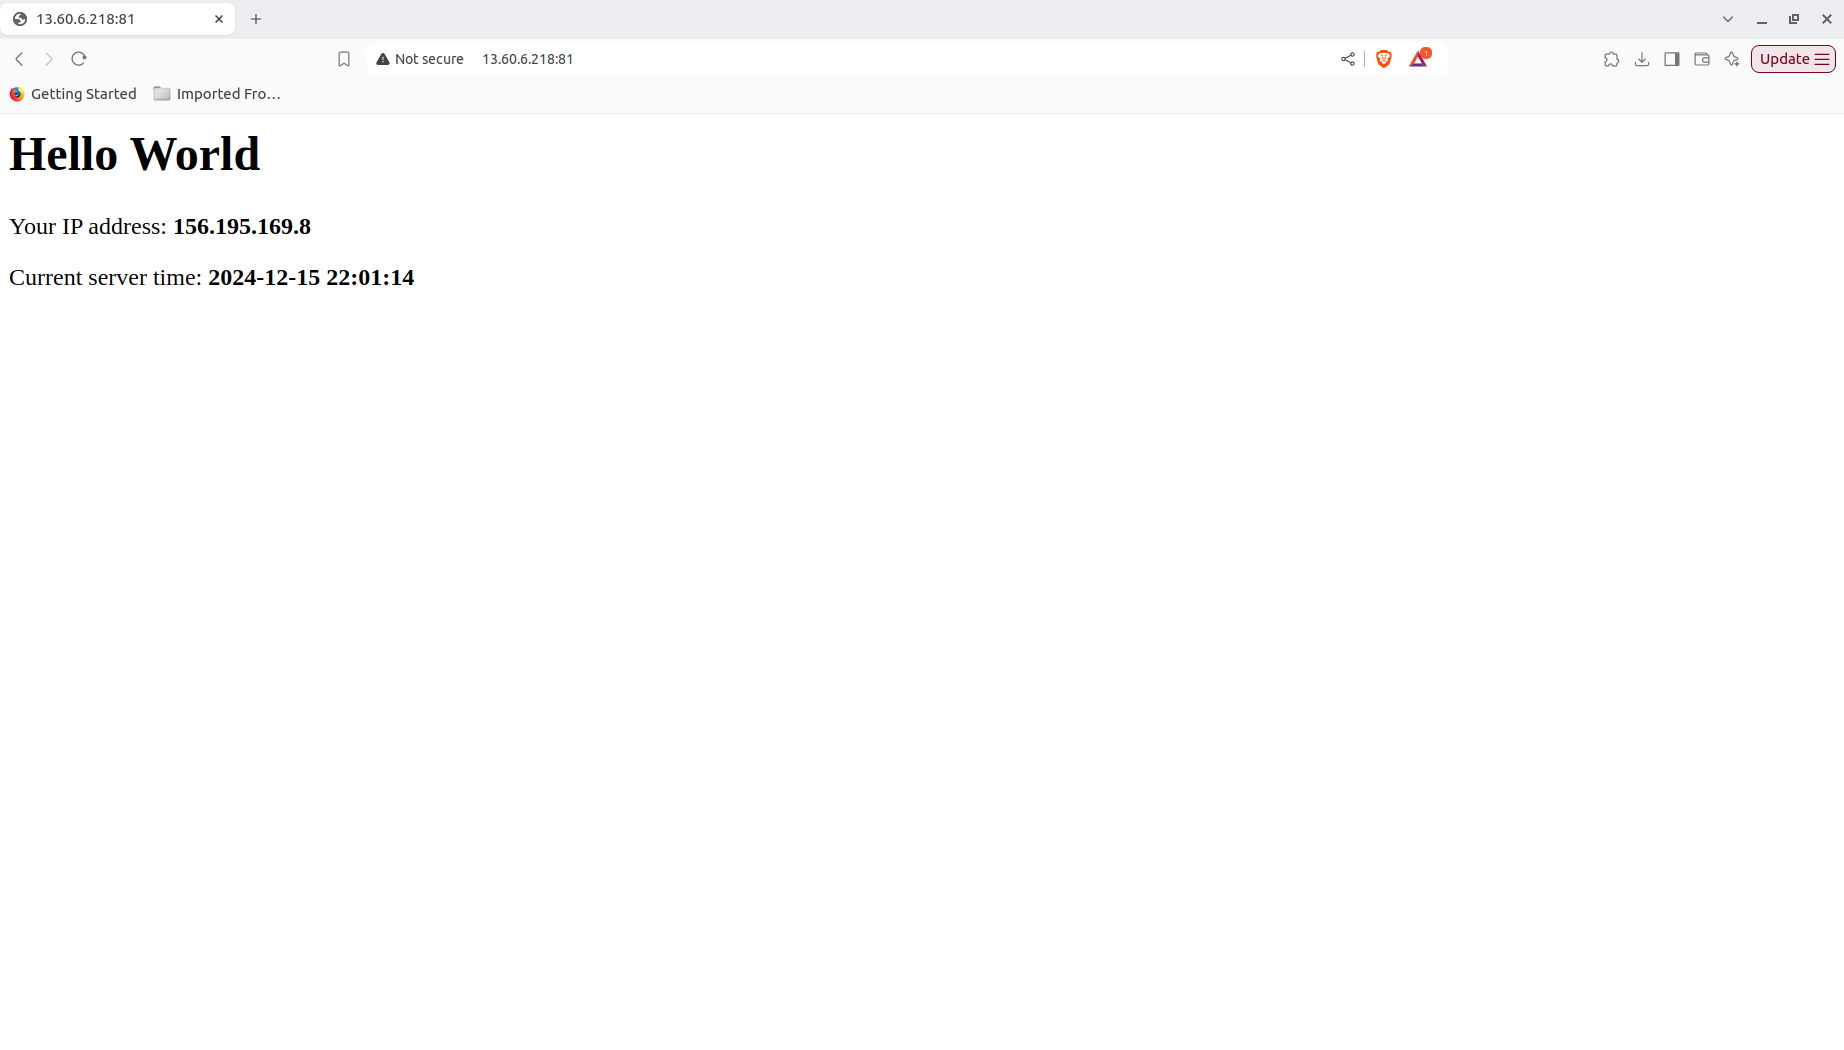 13.60.6.218:81
Not secure 13.60.6.218:81
1
Update
Getting Started
Imported Fro...
Hello World
Your IP address: 156.195.169.8
Current server time: 2024-12-15 22:01:14